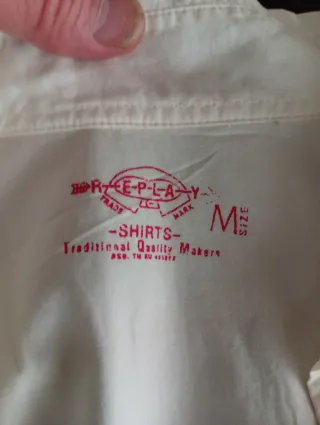 R-E-P-L-A-Y
TRADE MARK
M SIZE
-SHIRTS-
Traditional Quality Makers